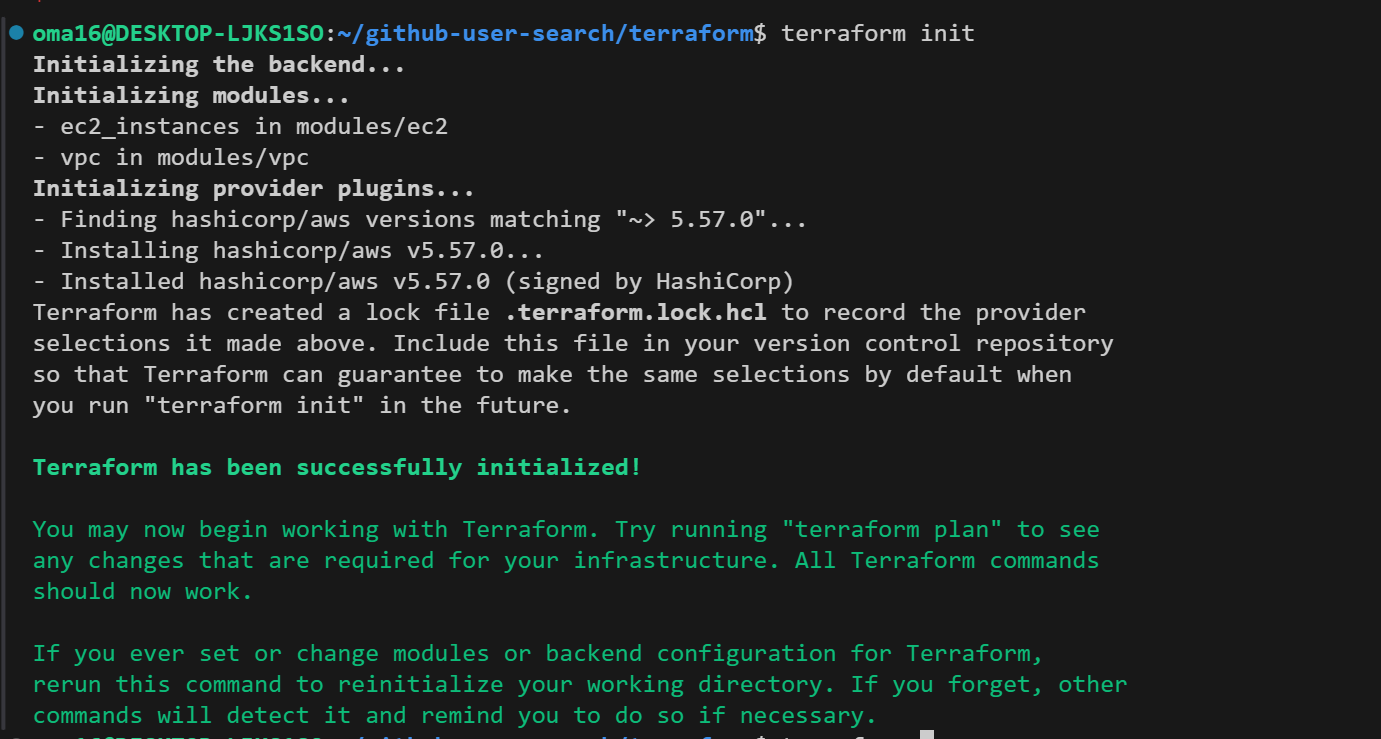 oma16@DESKTOP-LJKS1SO:~/github-user-search/terraform$ terraform init
Initializing the backend...
Initializing modules...
- ec2_instances in modules/ec2
- vpc in modules/vpc
Initializing provider plugins...
- Finding hashicorp/aws versions matching "~> 5.57.0"...
- Installing hashicorp/aws v5.57.0...
- Installed hashicorp/aws v5.57.0 (signed by HashiCorp)
Terraform has created a lock file .terraform.lock.hcl to record the provider
selections it made above. Include this file in your version control repository
so that Terraform can guarantee to make the same selections by default when
you run "terraform init" in the future.
Terraform has been successfully initialized!
You may now begin working with Terraform. Try running "terraform plan" to see
any changes that are required for your infrastructure. All Terraform commands
should now work.
If you ever set or change modules or backend configuration for Terraform,
rerun this command to reinitialize your working directory. If you forget, other
commands will detect it and remind you to do so if necessary.